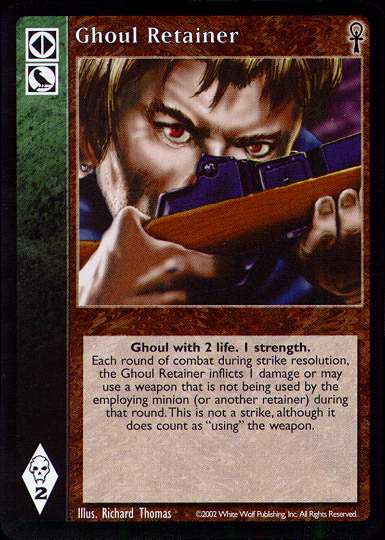 Ghoul Retainer
Ghoul with 2 life. 1 strength.
Each round of combat during strike resolution,
the Ghoul Retainer inflicts 1 damage or may
use a weapon that is not being used by the
employing minion (or another retainer) during
that round. This is not a strike, although it
does count as “using” the weapon.
2
Illus. Richard Thomas
©2002 White Wolf Publishing, Inc. All Rights Reserved.